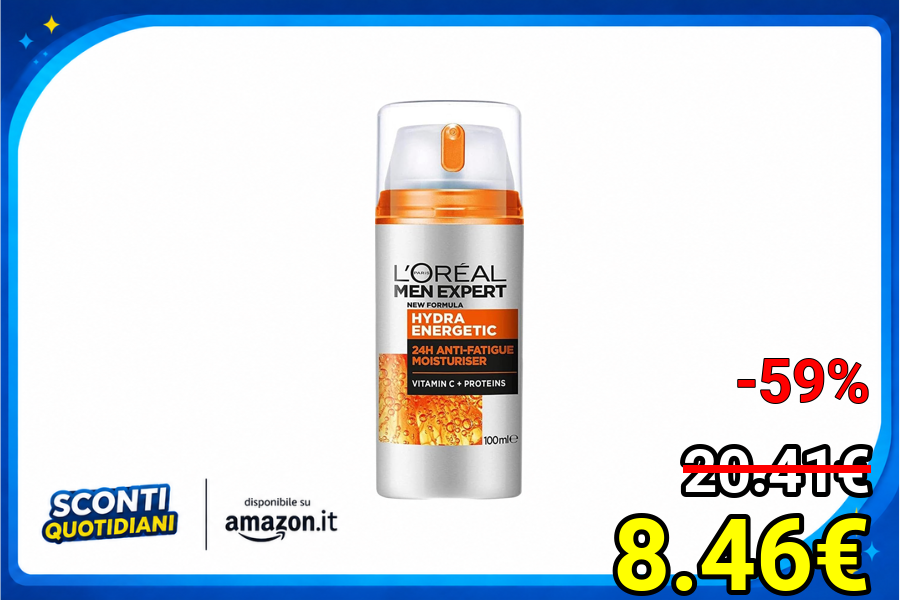 L'ORÉAL
PARIS
MEN EXPERT
NEW FORMULA
HYDRA
ENERGETIC
24H ANTI-FATIGUE
MOISTURISER
VITAMIN C + PROTEINS
100ml℮
-59%
20.41€
8.46€
SCONTI
QUOTIDIANI
disponibile su
amazon.it